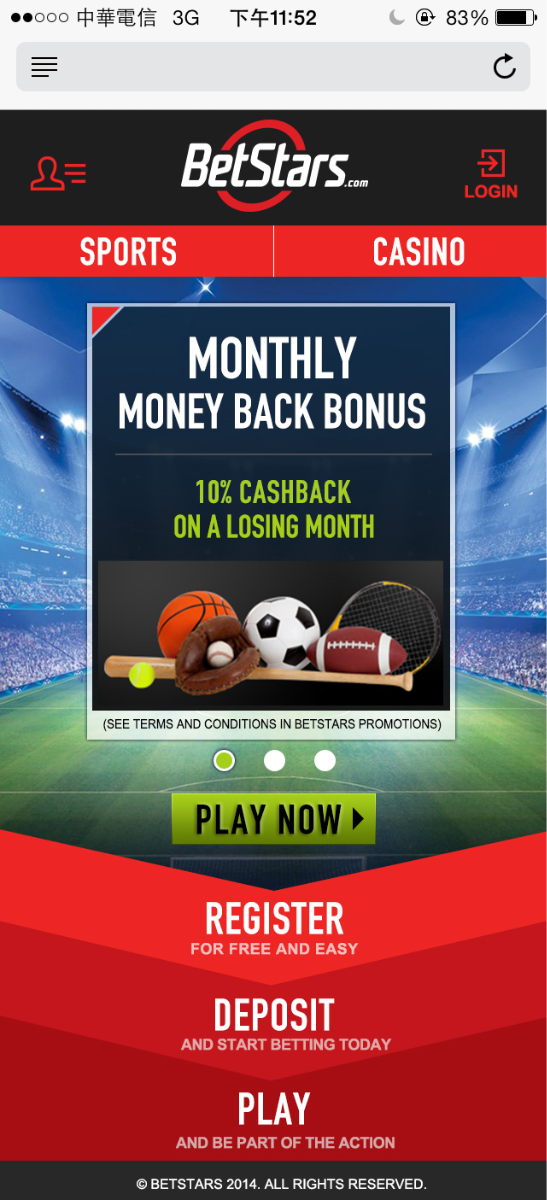 中華電信 3G 下午11:52 83%
BetStars.com
LOGIN
SPORTS CASINO
MONTHLY
MONEY BACK BONUS
10% CASHBACK
ON A LOSING MONTH
(SEE TERMS AND CONDITIONS IN BETSTARS PROMOTIONS)
PLAY NOW
REGISTER
FOR FREE AND EASY
DEPOSIT
AND START BETTING TODAY
PLAY
AND BE PART OF THE ACTION
© BETSTARS 2014. ALL RIGHTS RESERVED.